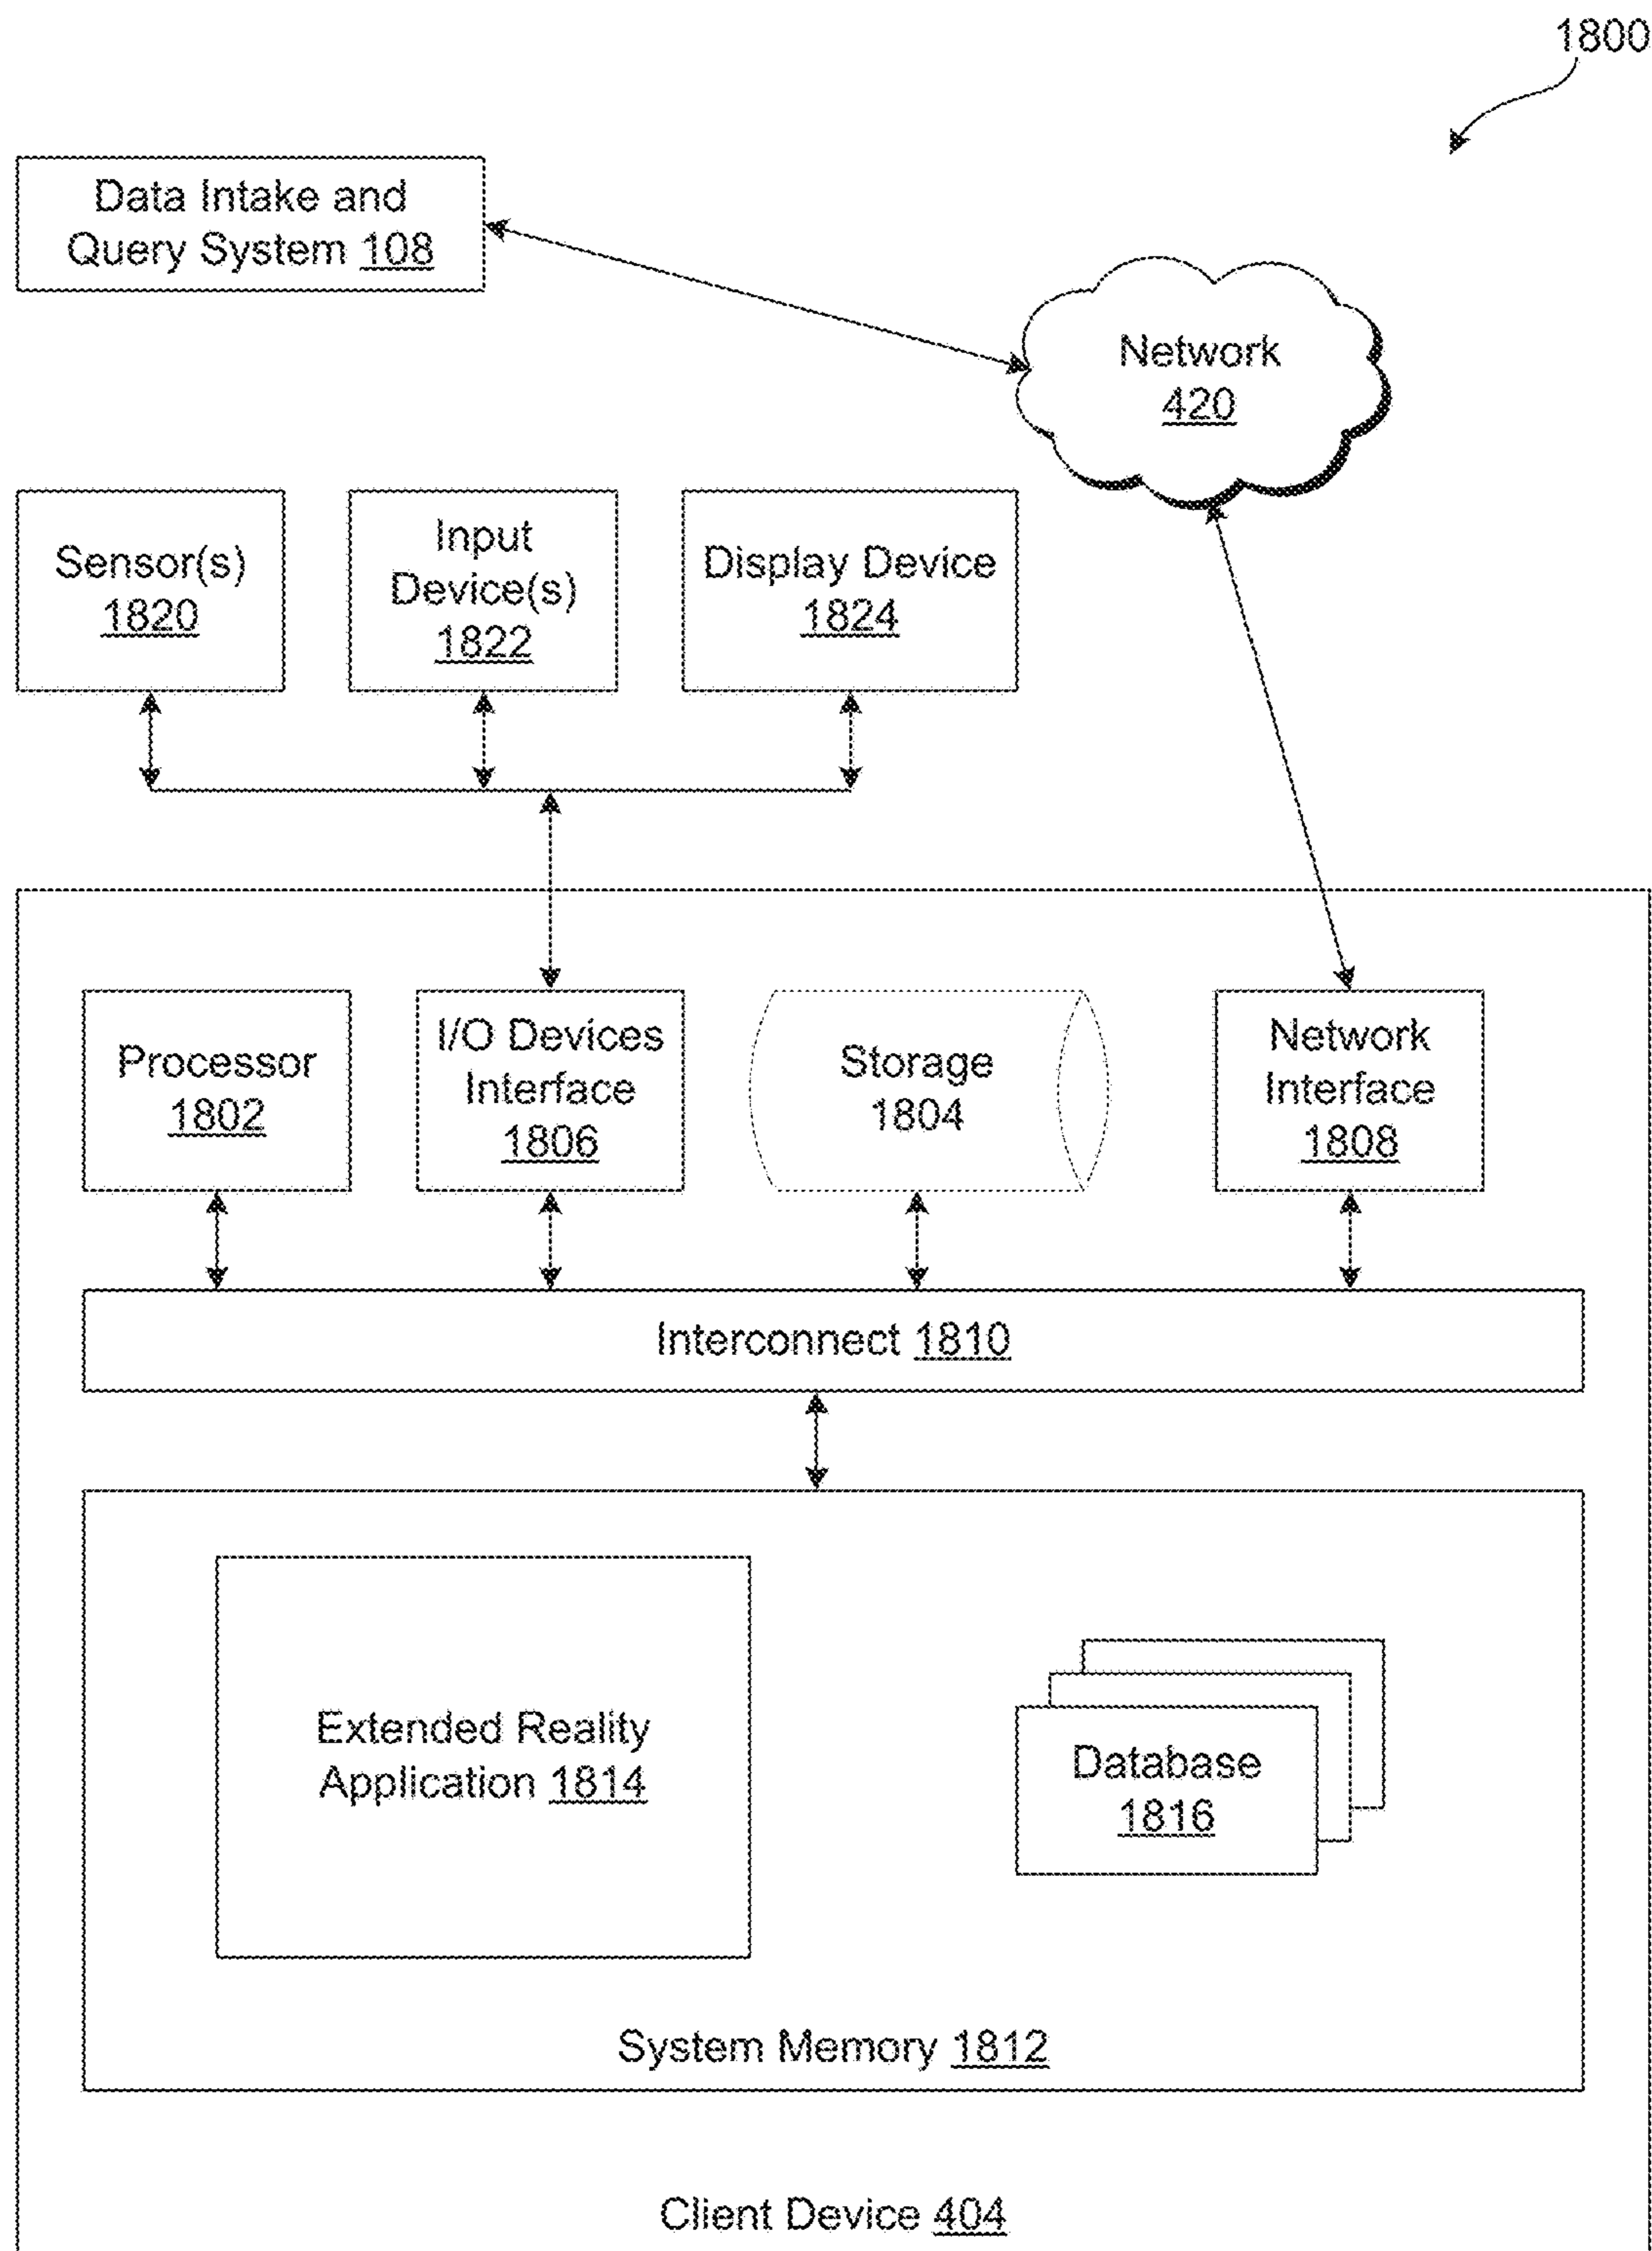 1800
Data Intake and
Query System 108
Network
420
Sensor(s)
1820
Input
Device(s)
1822
Display Device
1824
Processor
1802
I/O Devices
Interface
1806
Storage
1804
Network
Interface
1808
Interconnect 1810
Extended Reality
Application 1814
Database
1816
System Memory 1812
Client Device 404